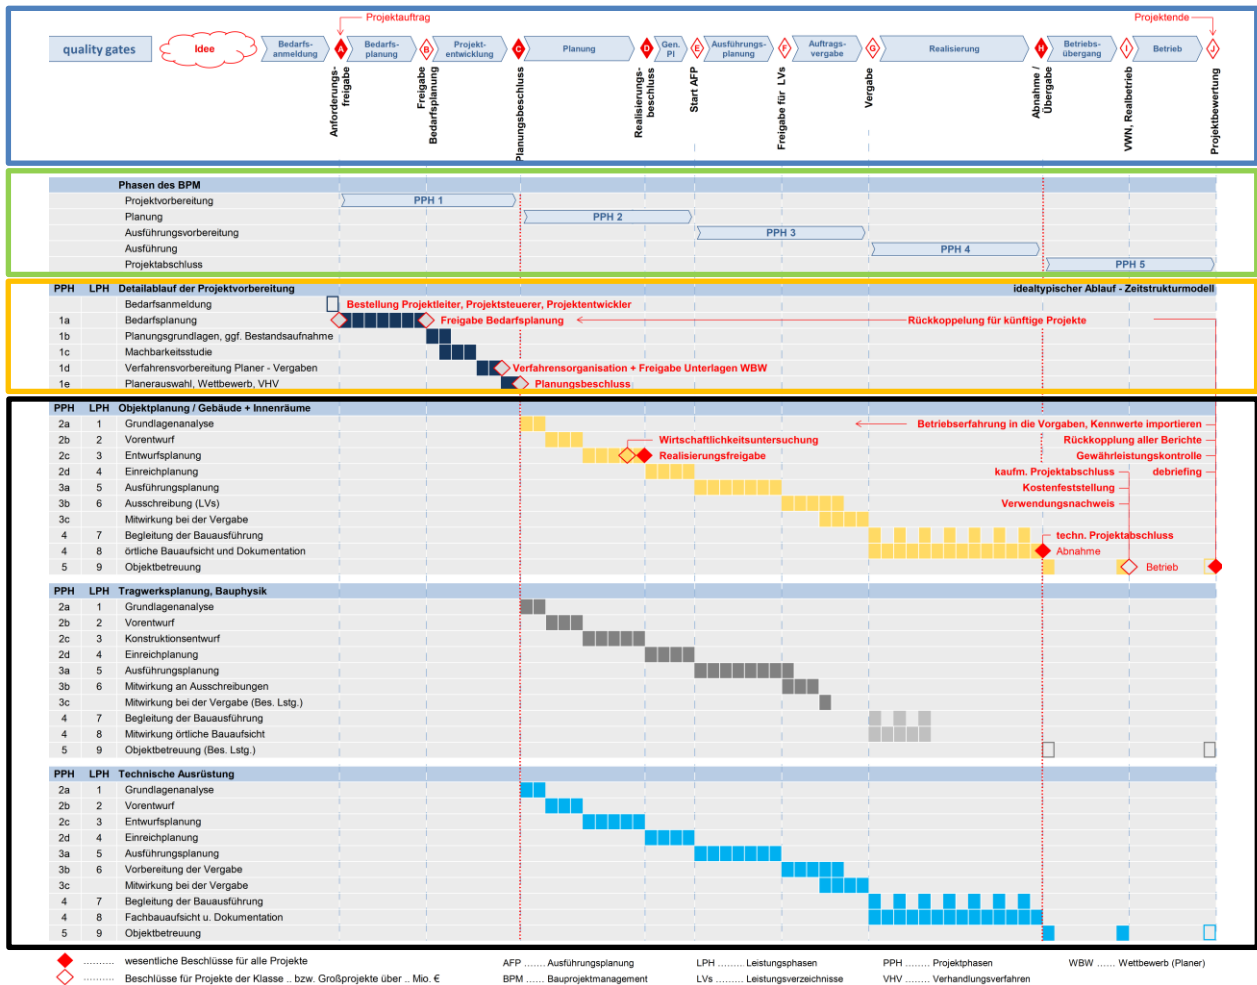 Projektauftrag
Projektende
quality gates
Idee
Bedarfs-
anmeldung
A
Bedarfs-
planung
B
Projekt-
entwicklung
C
Planung
D
Gen.
Pl
E
Ausführungs-
planung
F
Auftrags-
vergabe
G
Realisierung
H
Betriebs-
übergang
I
Betrieb
J
Anforderungs-
freigabe
Freigabe
Bedarfsplanung
Planungsbeschluss
Realisierungs-
beschluss
Start AFP
Freigabe für LVs
Vergabe
Abnahme /
Übergabe
VWN, Realbetrieb
Projektbewertung
Phasen des BPM
Projektvorbereitung PPH 1
Planung PPH 2
Ausführungsvorbereitung PPH 3
Ausführung PPH 4
Projektabschluss PPH 5
PPH LPH Detailablauf der Projektvorbereitung idealtypischer Ablauf - Zeitstrukturmodell
Bedarfsanmeldung Bestellung Projektleiter, Projektsteuerer, Projektentwickler
1a Bedarfsplanung Freigabe Bedarfsplanung Rückkoppelung für künftige Projekte
1b Planungsgrundlagen, ggf. Bestandsaufnahme
1c Machbarkeitsstudie
1d Verfahrensvorbereitung Planer - Vergaben Verfahrensorganisation + Freigabe Unterlagen WBW
1e Planerauswahl, Wettbewerb, VHV Planungsbeschluss
PPH LPH Objektplanung / Gebäude + Innenräume
2a 1 Grundlagenanalyse Betriebserfahrung in die Vorgaben, Kennwerte importieren
2b 2 Vorentwurf Wirtschaftlichkeitsuntersuchung Rückkopplung aller Berichte
2c 3 Entwurfsplanung Realisierungsfreigabe Gewährleistungskontrolle
2d 4 Einreichplanung kaufm. Projektabschluss debriefing
3a 5 Ausführungsplanung Kostenfeststellung
3b 6 Ausschreibung (LVs) Verwendungsnachweis
3c Mitwirkung bei der Vergabe
4 7 Begleitung der Bauausführung techn. Projektabschluss
4 8 örtliche Bauaufsicht und Dokumentation Abnahme
5 9 Objektbetreuung Betrieb
PPH LPH Tragwerksplanung, Bauphysik
2a 1 Grundlagenanalyse
2b 2 Vorentwurf
2c 3 Konstruktionsentwurf
2d 4 Einreichplanung
3a 5 Ausführungsplanung
3b 6 Mitwirkung an Ausschreibungen
3c Mitwirkung bei der Vergabe (Bes. Lstg.)
4 7 Begleitung der Bauausführung
4 8 Mitwirkung örtliche Bauaufsicht
5 9 Objektbetreuung (Bes. Lstg.)
PPH LPH Technische Ausrüstung
2a 1 Grundlagenanalyse
2b 2 Vorentwurf
2c 3 Entwurfsplanung
2d 4 Einreichplanung
3a 5 Ausführungsplanung
3b 6 Vorbereitung der Vergabe
3c Mitwirkung bei der Vergabe
4 7 Begleitung der Bauausführung
4 8 Fachbauaufsicht u. Dokumentation
5 9 Objektbetreuung
.......... wesentliche Beschlüsse für alle Projekte
.......... Beschlüsse für Projekte der Klasse .. bzw. Großprojekte über .. Mio. €
AFP ....... Ausführungsplanung LPH ........ Leistungsphasen PPH ........ Projektphasen WBW ...... Wettbewerb (Planer)
BPM ...... Bauprojektmanagement LVs ......... Leistungsverzeichnisse VHV ........ Verhandlungsverfahren